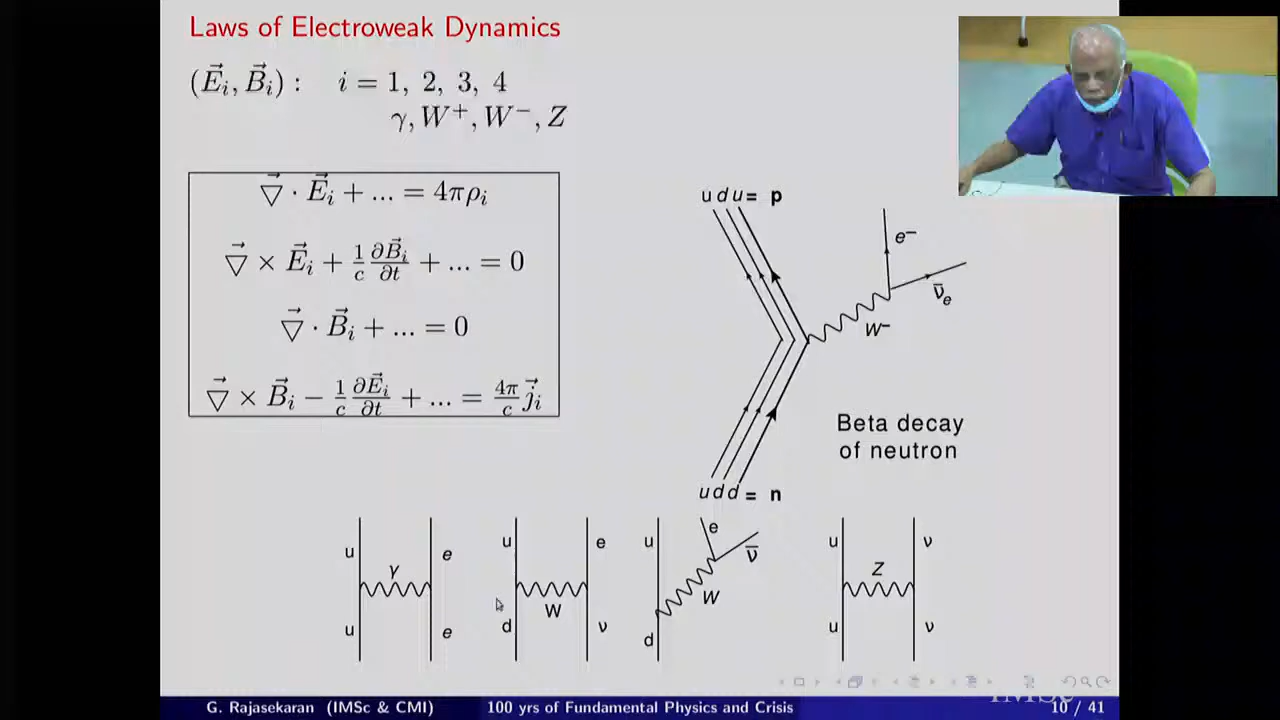 Laws of Electroweak Dynamics
(E⃗ᵢ, B⃗ᵢ) : i = 1, 2, 3, 4
γ, W⁺, W⁻, Z
∇⃗ · E⃗ᵢ + ... = 4πρᵢ
∇⃗ × E⃗ᵢ + 1/c ∂B⃗ᵢ/∂t + ... = 0
∇⃗ · B⃗ᵢ + ... = 0
∇⃗ × B⃗ᵢ − 1/c ∂E⃗ᵢ/∂t + ... = 4π/c j⃗ᵢ
u d u = p
e⁻
ν̄ₑ
W⁻
Beta decay
of neutron
u d d = n
u e
γ
u e
u e
W
d ν
u e
ν̄
W
d
u ν
Z
u ν
IMSc
G. Rajasekaran (IMSc & CMI) 100 yrs of Fundamental Physics and Crisis 10 / 41